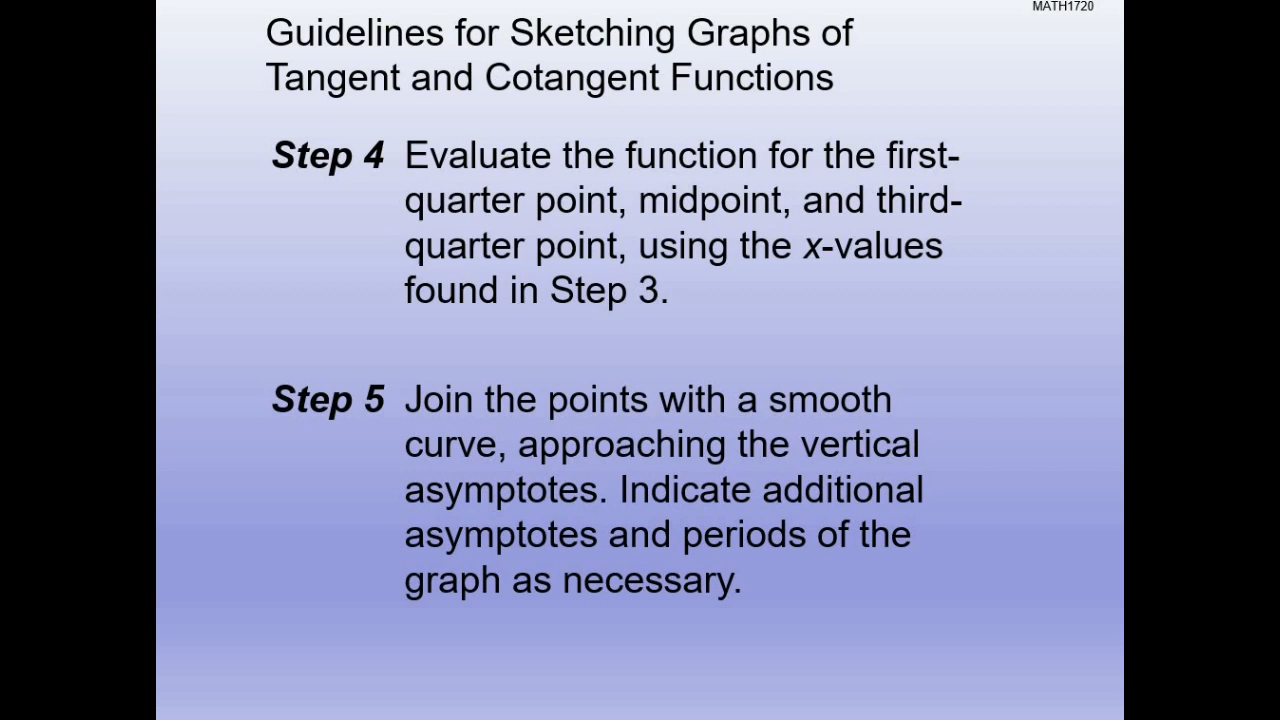 MATH1720
Guidelines for Sketching Graphs of
Tangent and Cotangent Functions
Step 4 Evaluate the function for the first-
quarter point, midpoint, and third-
quarter point, using the x-values
found in Step 3.
Step 5 Join the points with a smooth
curve, approaching the vertical
asymptotes. Indicate additional
asymptotes and periods of the
graph as necessary.